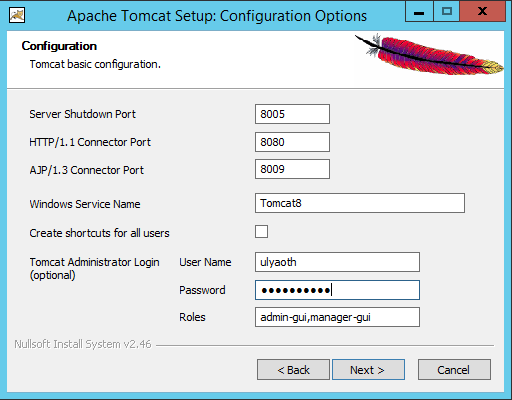 Apache Tomcat Setup: Configuration Options
Configuration
Tomcat basic configuration.
Server Shutdown Port 8005
HTTP/1.1 Connector Port 8080
AJP/1.3 Connector Port 8009
Windows Service Name Tomcat8
Create shortcuts for all users
Tomcat Administrator Login User Name ulyaoth
(optional)
Password ●●●●●●●●●●
Roles admin-gui,manager-gui
Nullsoft Install System v2.46
< Back Next > Cancel